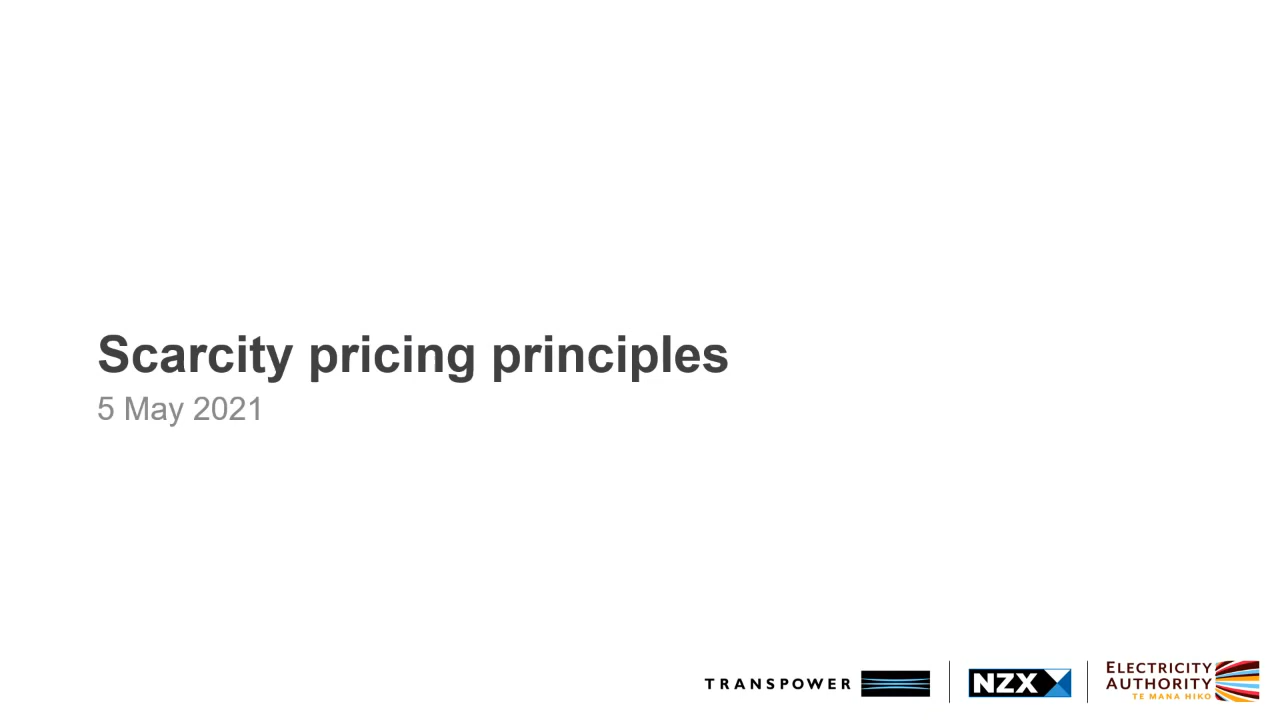 Scarcity pricing principles
5 May 2021
TRANSPOWER
NZX
ELECTRICITY
AUTHORITY
TE MANA HIKO